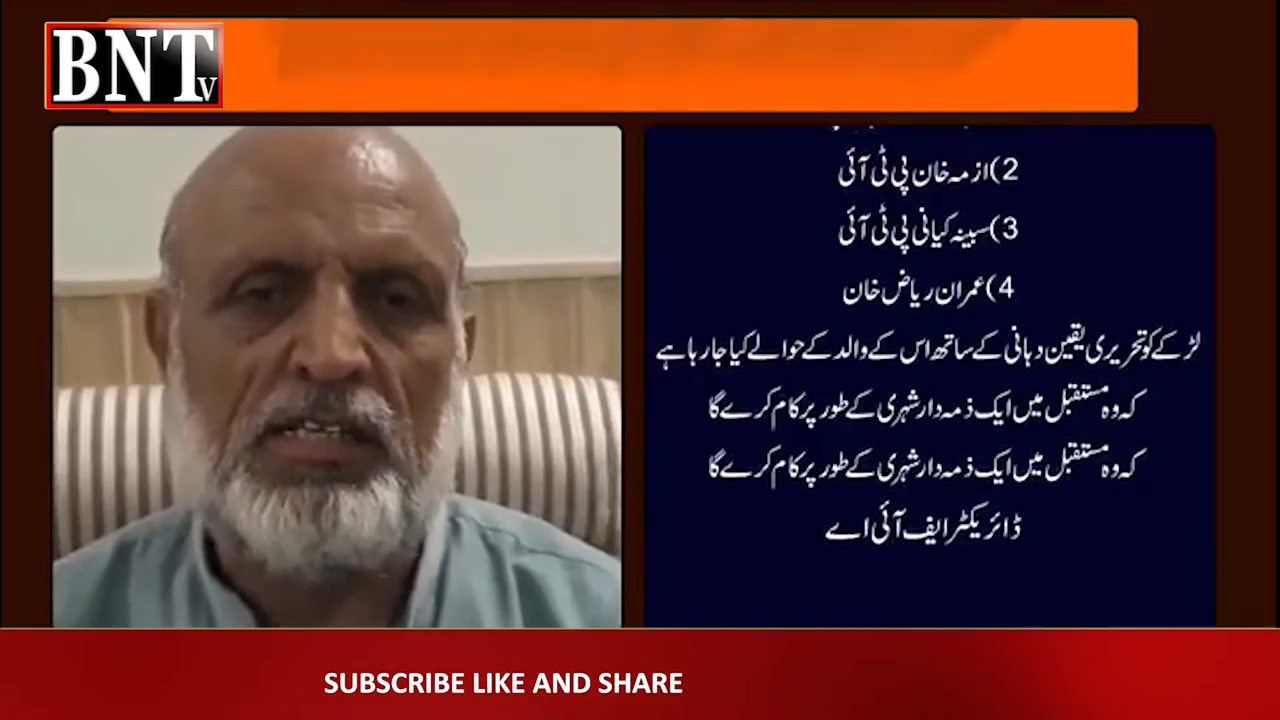 BNTV
2)ازمہ خان پی ٹی آئی
3)سبینہ کیانی پی ٹی آئی
4)عمران ریاض خان
لڑکے کو تحریری یقین دہانی کے ساتھ اس کے والد کے حوالے کیا جا رہا ہے
کہ وہ مستقبل میں ایک ذمہ دار شہری کے طور پر کام کرے گا
کہ وہ مستقبل میں ایک ذمہ دار شہری کے طور پر کام کرے گا
ڈائریکٹر ایف آئی اے
SUBSCRIBE LIKE AND SHARE